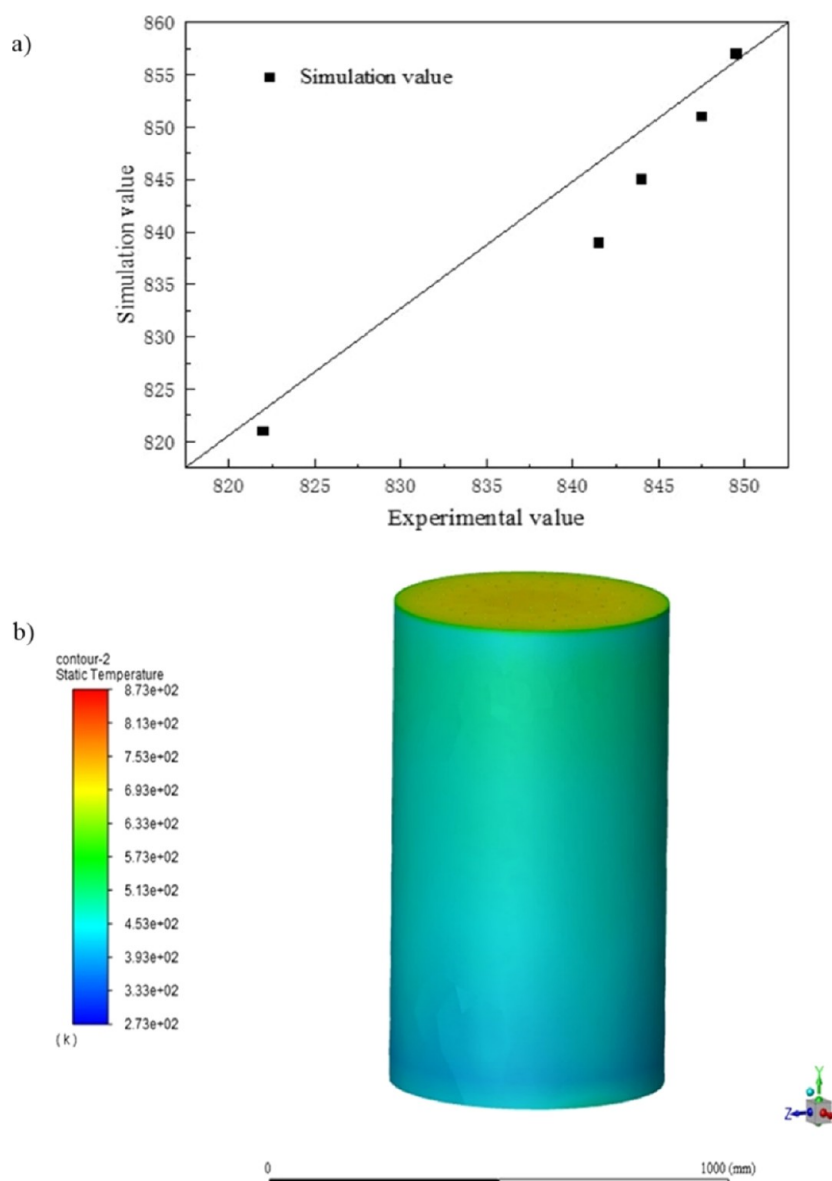 a)
860
855
850
845
840
835
830
825
820
Simulation value
Simulation value
820 825 830 835 840 845 850
Experimental value
b)
contour-2
Static Temperature
8.73e+02
8.13e+02
7.53e+02
6.93e+02
6.33e+02
5.73e+02
5.13e+02
4.53e+02
3.93e+02
3.33e+02
2.73e+02
(k)
Y
Z
0 1000 (mm)